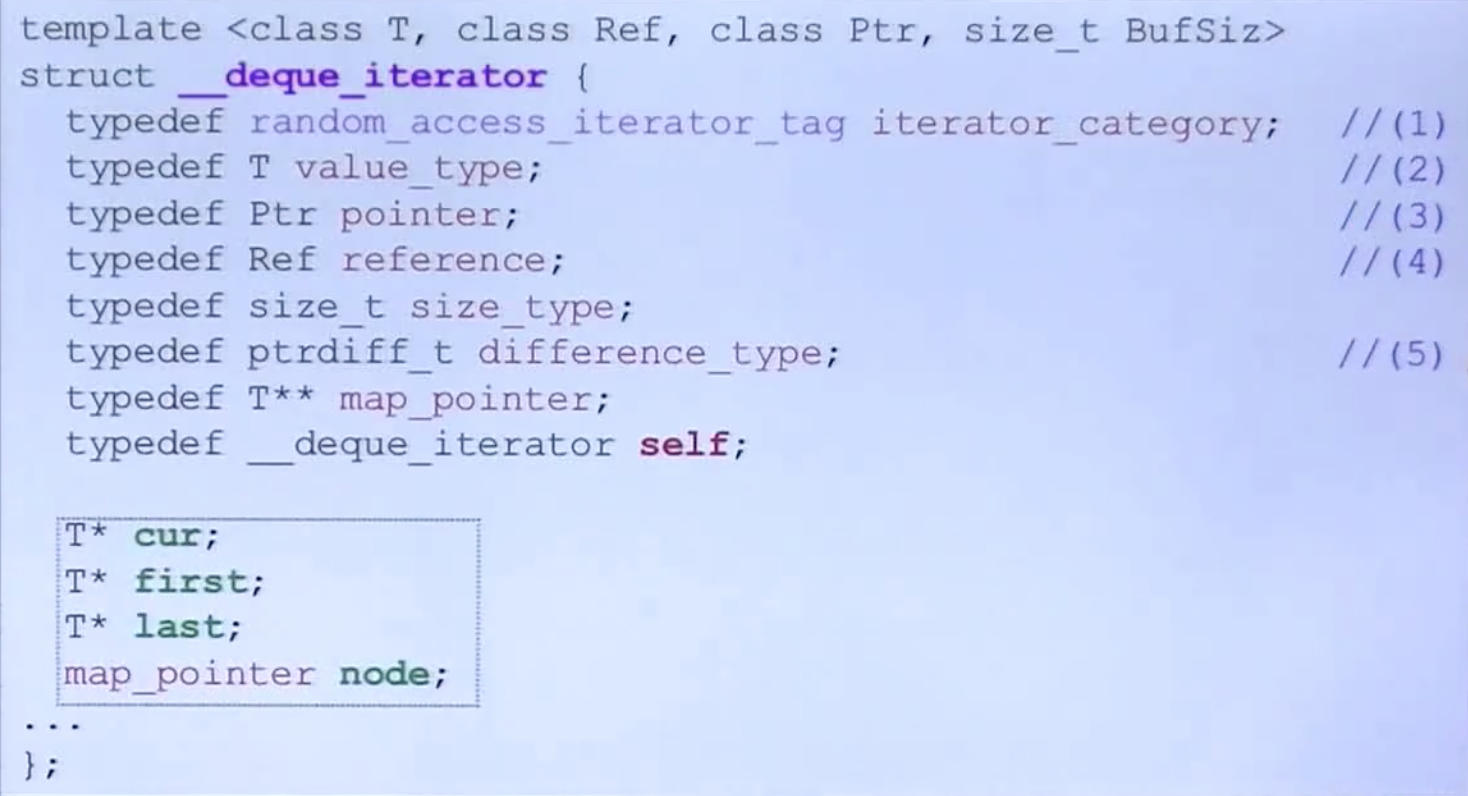 template <class T, class Ref, class Ptr, size_t BufSiz>
struct __deque_iterator {
typedef random_access_iterator_tag iterator_category; //(1)
typedef T value_type; //(2)
typedef Ptr pointer; //(3)
typedef Ref reference; //(4)
typedef size_t size_type;
typedef ptrdiff_t difference_type; //(5)
typedef T** map_pointer;
typedef __deque_iterator self;
T* cur;
T* first;
T* last;
map_pointer node;
...
};